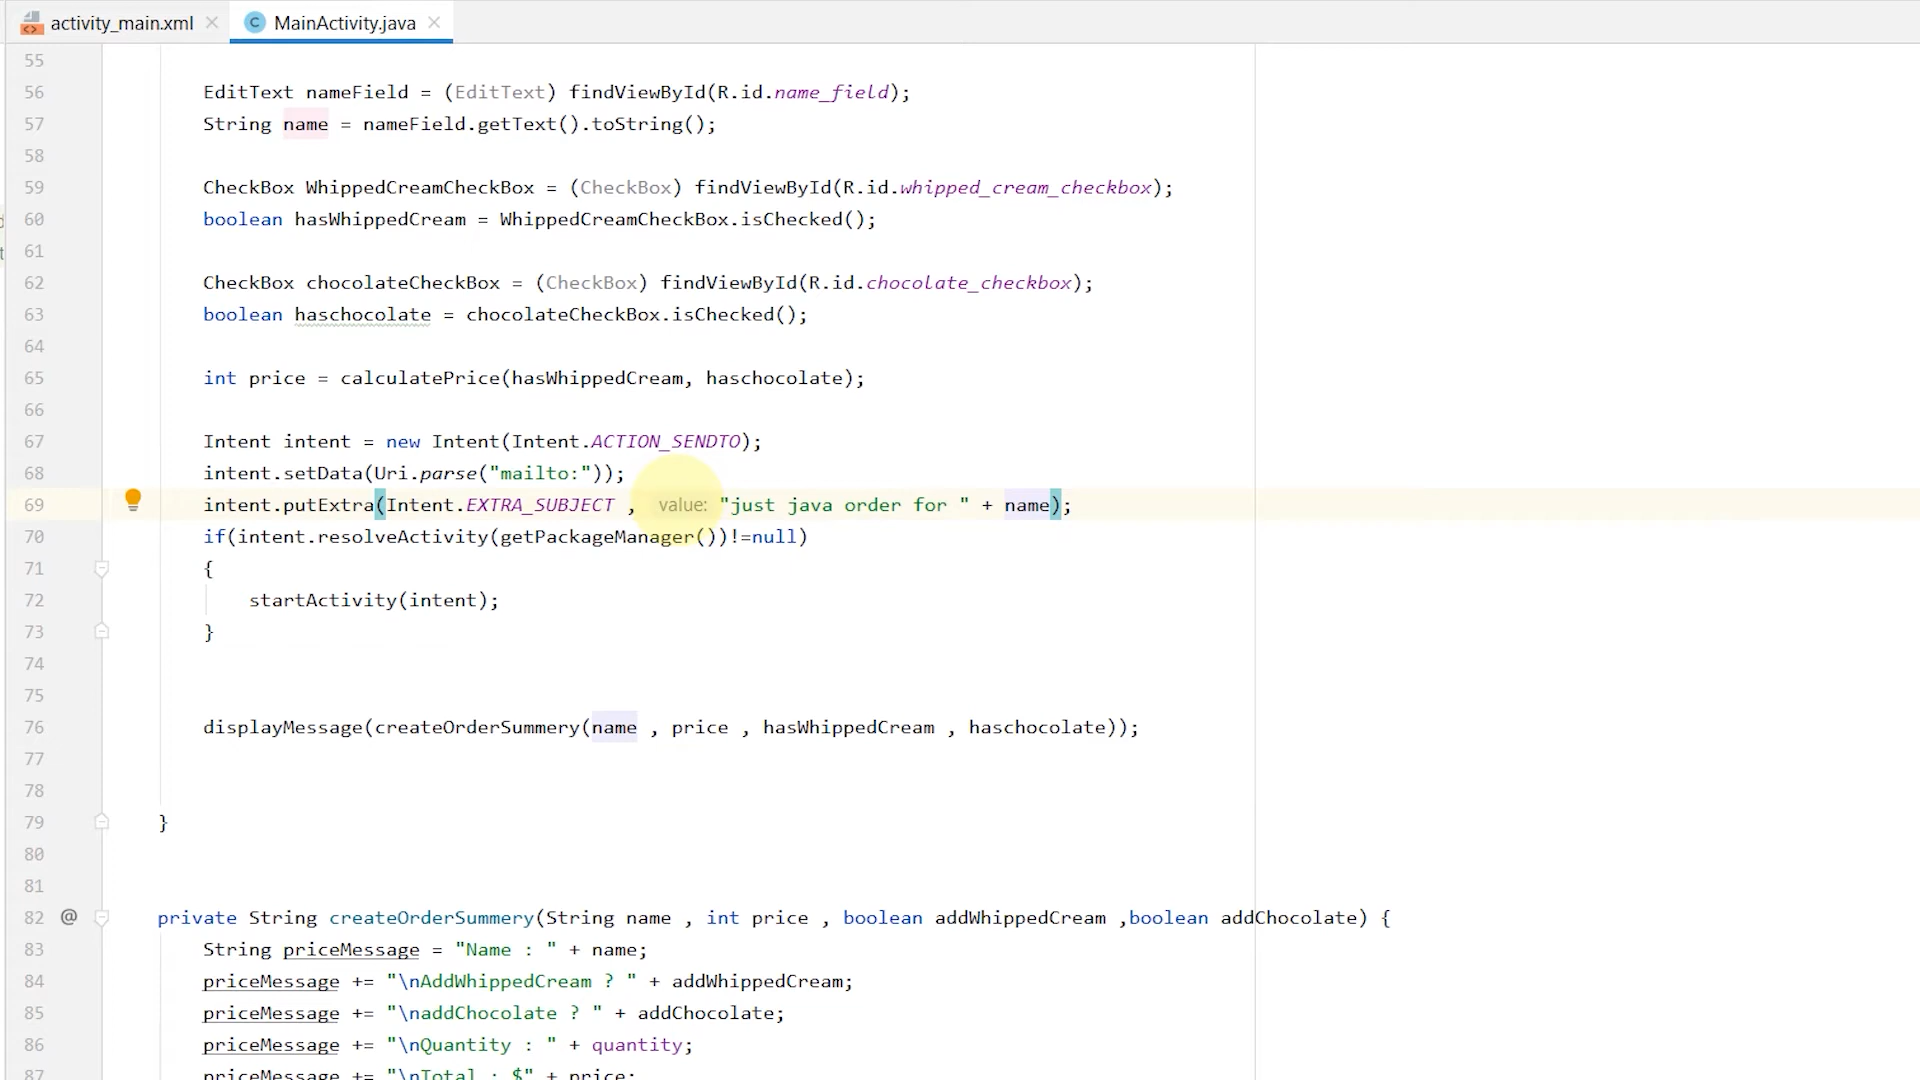 activity_main.xml MainActivity.java
55
56 EditText nameField = (EditText) findViewById(R.id.name_field);
57 String name = nameField.getText().toString();
58
59 CheckBox WhippedCreamCheckBox = (CheckBox) findViewById(R.id.whipped_cream_checkbox);
60 boolean hasWhippedCream = WhippedCreamCheckBox.isChecked();
61
62 CheckBox chocolateCheckBox = (CheckBox) findViewById(R.id.chocolate_checkbox);
63 boolean haschocolate = chocolateCheckBox.isChecked();
64
65 int price = calculatePrice(hasWhippedCream, haschocolate);
66
67 Intent intent = new Intent(Intent.ACTION_SENDTO);
68 intent.setData(Uri.parse("mailto:"));
69 intent.putExtra(Intent.EXTRA_SUBJECT , value: "just java order for " + name);
70 if(intent.resolveActivity(getPackageManager())!=null)
71 {
72 startActivity(intent);
73 }
74
75
76 displayMessage(createOrderSummery(name , price , hasWhippedCream , haschocolate));
77
78
79 }
80
81
82 @ private String createOrderSummery(String name , int price , boolean addWhippedCream ,boolean addChocolate) {
83 String priceMessage = "Name : " + name;
84 priceMessage += "\nAddWhippedCream ? " + addWhippedCream;
85 priceMessage += "\naddChocolate ? " + addChocolate;
86 priceMessage += "\nQuantity : " + quantity;
87 priceMessage += "\nTotal : $" + price;